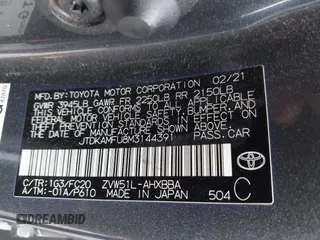 MFD. BY: TOYOTA MOTOR CORPORATION 02/21
GVWR 3945LB GAWR FR 2250LB RR 2150LB
THIS VEHICLE CONFORMS TO ALL APPLICABLE
FEDERAL MOTOR VEHICLE SAFETY, BUMPER, AND
THEFT PREVENTION STANDARDS IN EFFECT ON
THE DATE OF MANUFACTURE SHOWN ABOVE.
JTDKAMFU8M3144391 PASS. CAR
TOYOTA
C/TR: 1G3/FC20 ZVW51L-AHXBBA
A/TM: -01A/P610 MADE IN JAPAN 504 C
© DREAMBID